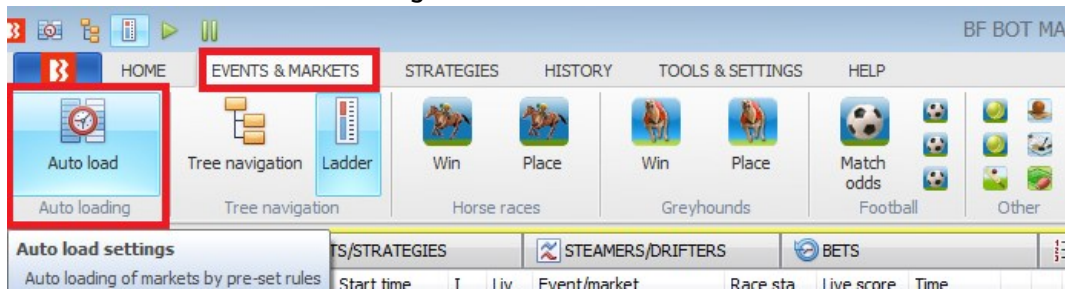 BF BOT MA
HOME EVENTS & MARKETS STRATEGIES HISTORY TOOLS & SETTINGS HELP
Auto load Tree navigation Ladder Win Place Win Place Match
odds
Auto loading Tree navigation Horse races Greyhounds Football Other
Auto load settings TS/STRATEGIES STEAMERS/DRIFTERS BETS
Auto loading of markets by pre-set rules Start time I Liv Event/market Race sta Live score Time